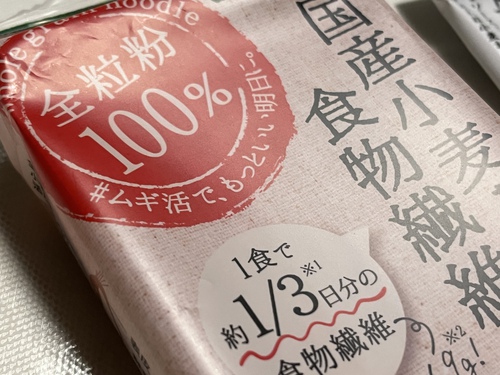 whole grain noodle
全粒粉
100%
#ムギ活で、もっといい明日に。
国産小麦
食物繊維
1食で
約1/3※1日分の
食物繊維
※2